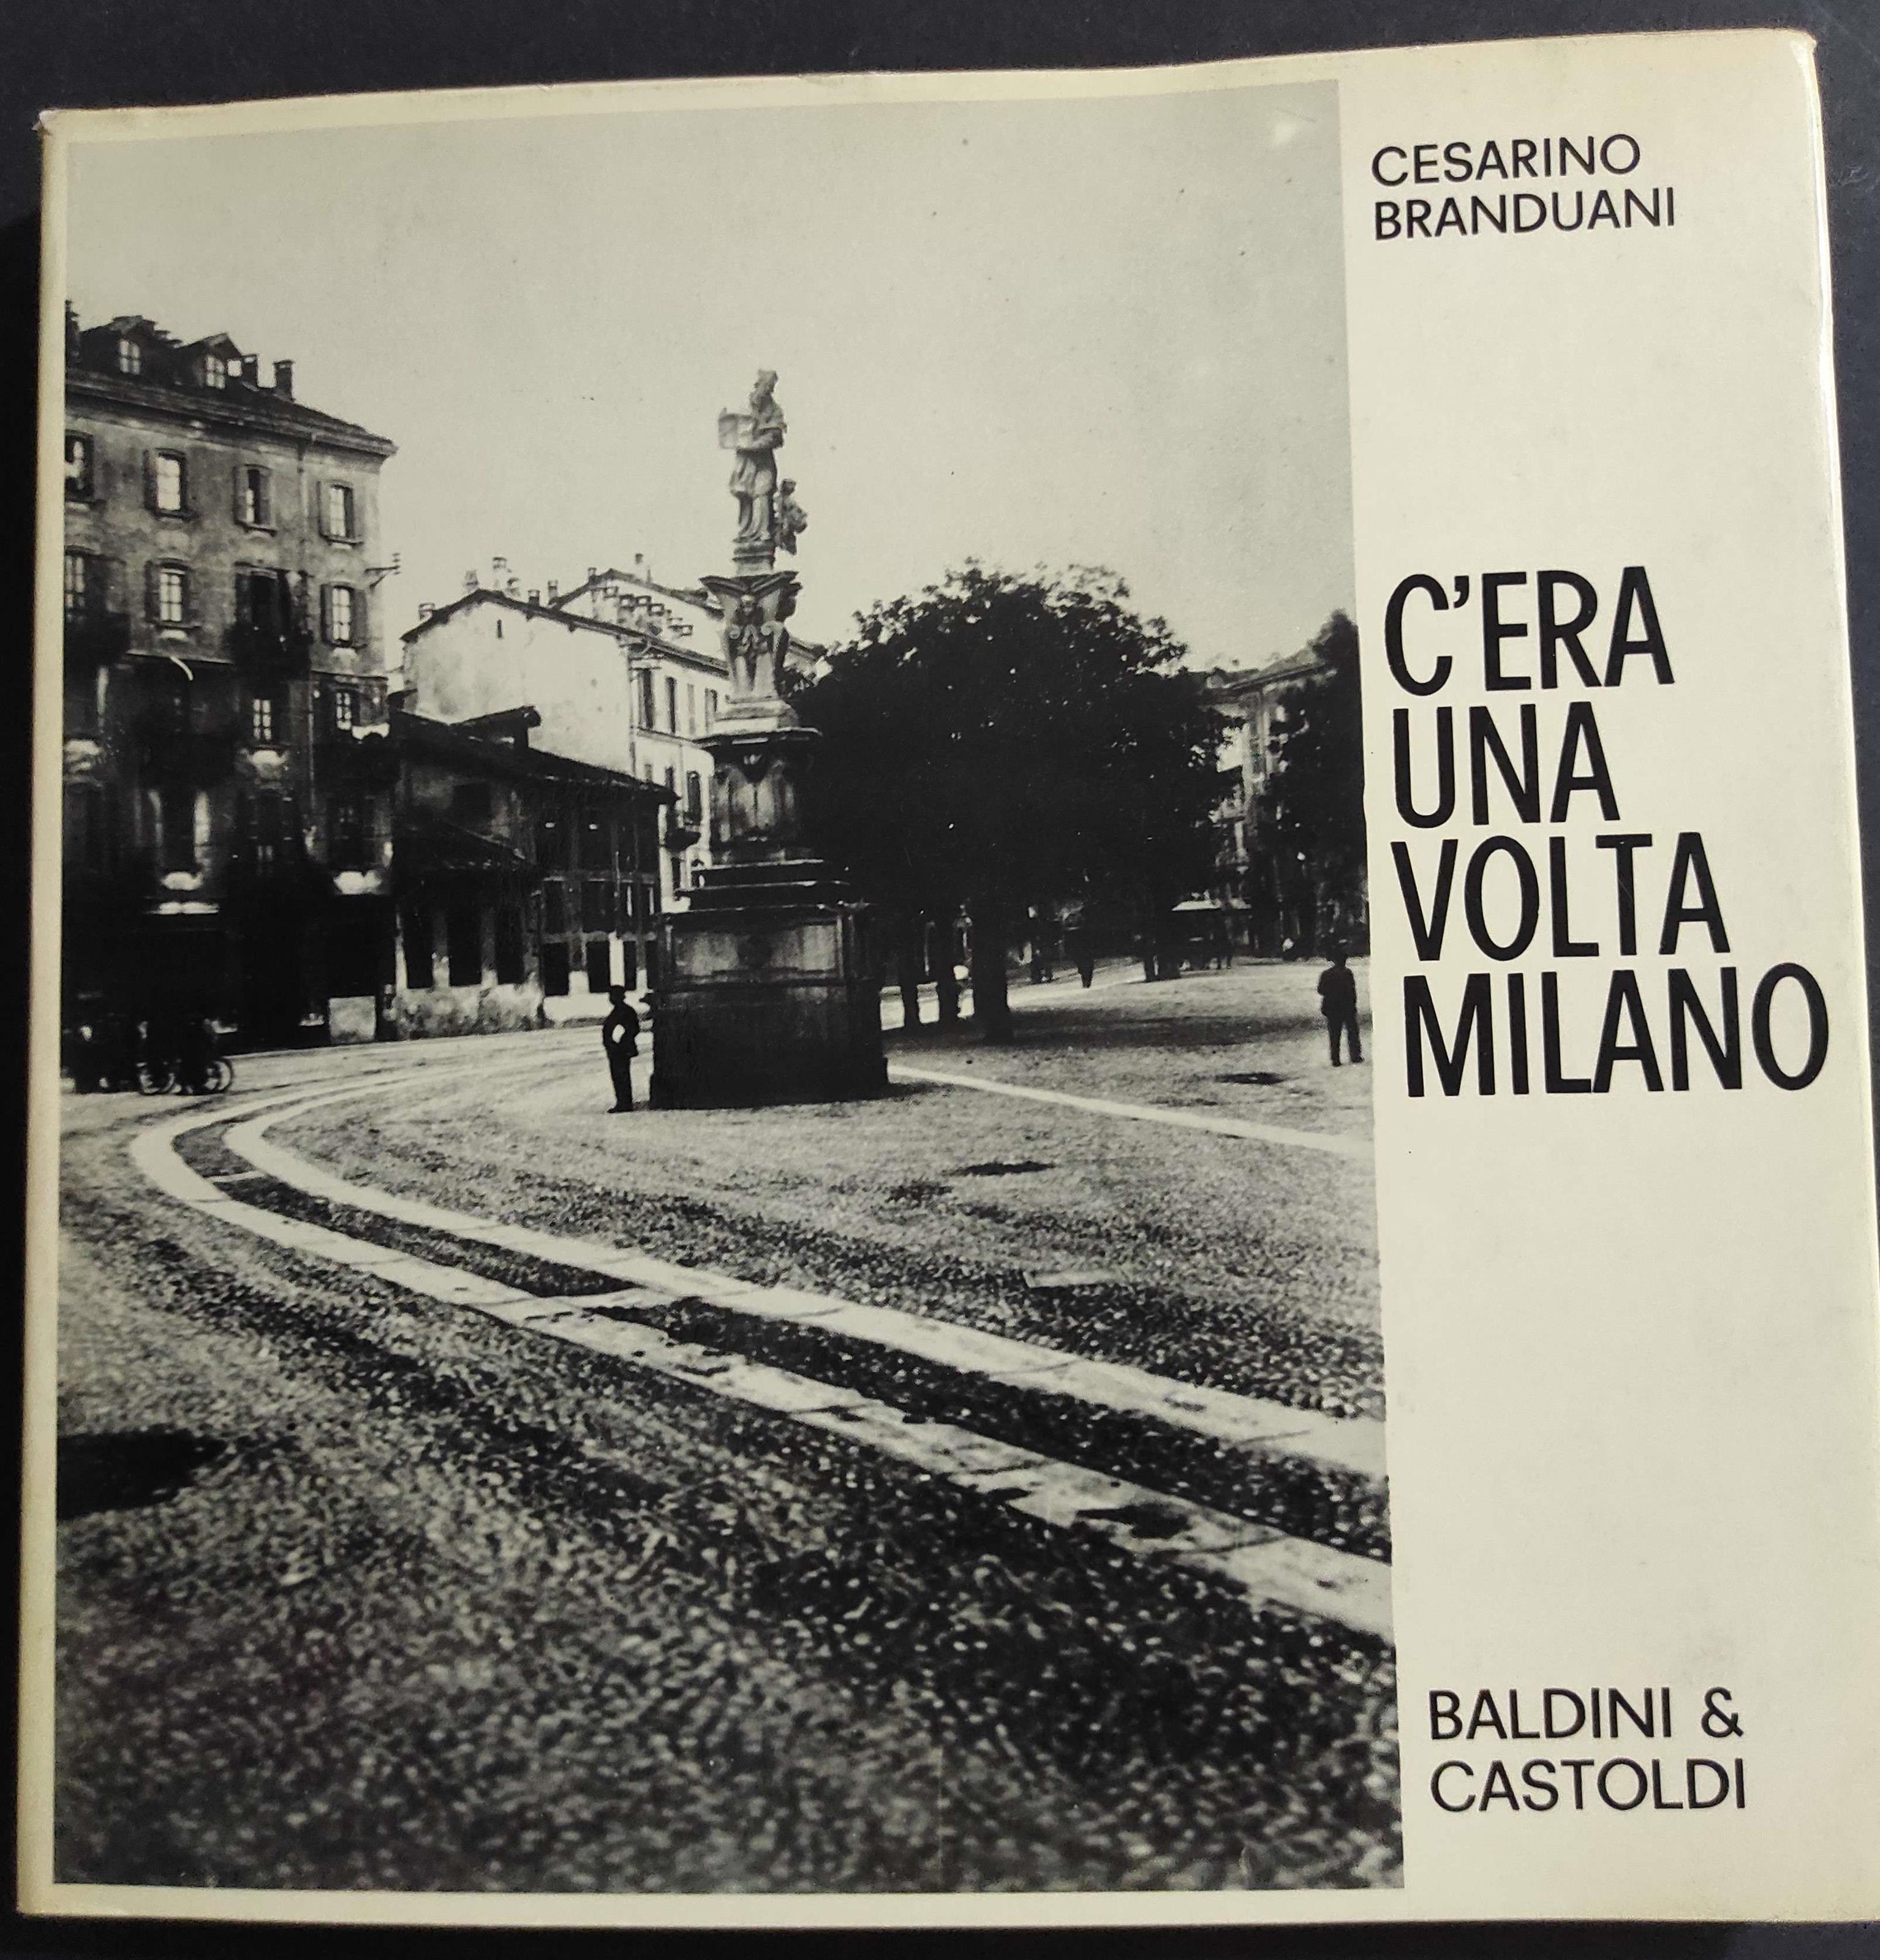 CESARINO
BRANDUANI
C'ERA
UNA
VOLTA
MILANO
BALDINI &
CASTOLDI